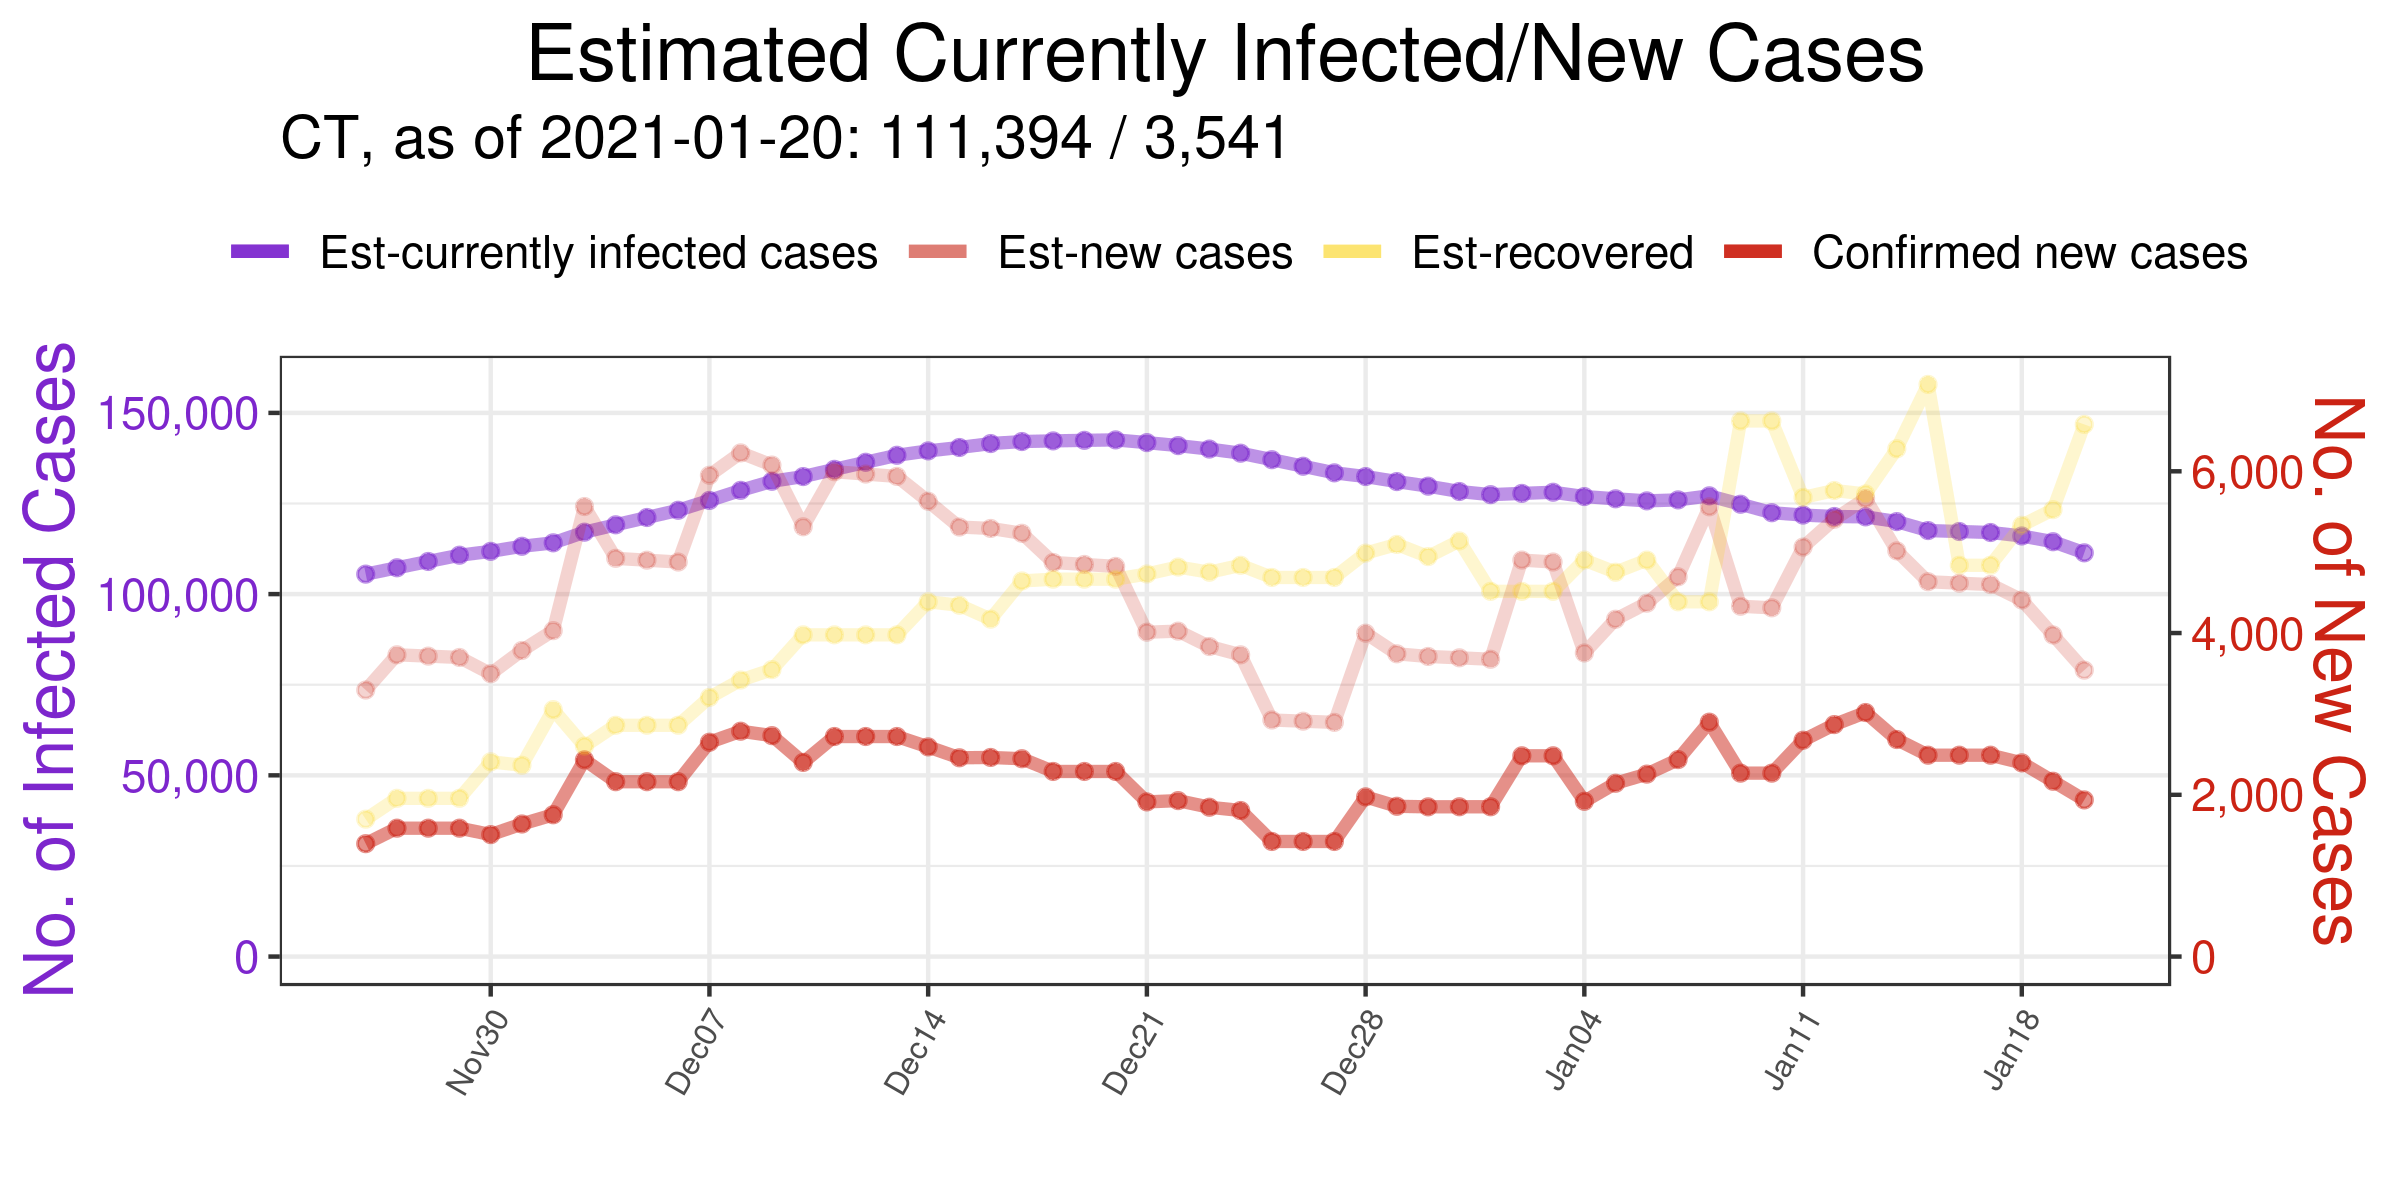 Estimated Currently Infected/New Cases
CT, as of 2021-01-20: 111,394 / 3,541
Est-currently infected cases Est-new cases Est-recovered Confirmed new cases
No. of Infected Cases
150,000
100,000
50,000
0
No. of New Cases
6,000
4,000
2,000
0
Nov30 Dec07 Dec14 Dec21 Dec28 Jan04 Jan11 Jan18